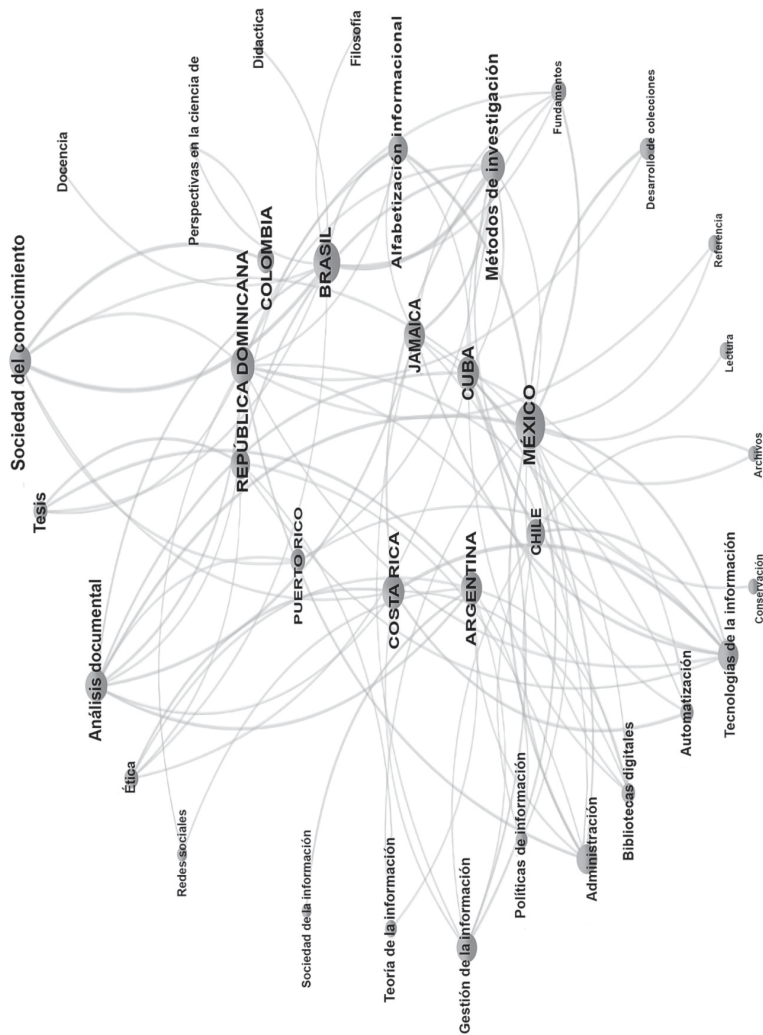 Sociedad del conocimiento
Tesis
Docencia
Análisis documental
Ética
Redes sociales
Perspectivas en la ciencia de
REPÚBLICA DOMINICANA
Didactica
COLOMBIA
PUERTO RICO
Sociedad de la información
BRASIL
Filosofía
Teoría de la información
COSTA RICA
Alfabetización informacional
JAMAICA
Gestión de la información
ARGENTINA
CUBA
Métodos de investigación
Políticas de información
MÉXICO
CHILE
Fundamentos
Administración
Bibliotecas digitales
Desarrollo de colecciones
Automatización
Referencia
Tecnologías de la información
Lectura
Conservación
Archivos